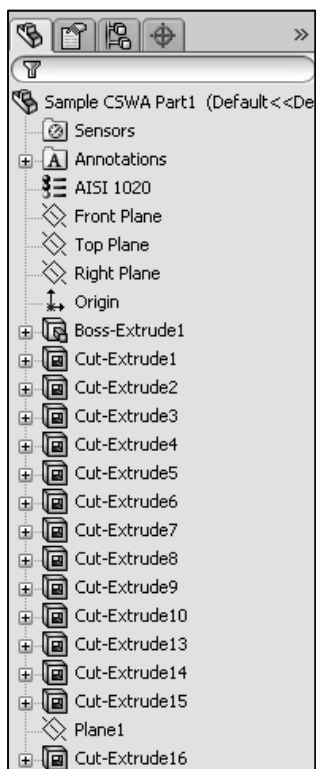 »
Sample CSWA Part1 (Default<<De
Sensors
A Annotations
AISI 1020
Front Plane
Top Plane
Right Plane
Origin
Boss-Extrude1
Cut-Extrude1
Cut-Extrude2
Cut-Extrude3
Cut-Extrude4
Cut-Extrude5
Cut-Extrude6
Cut-Extrude7
Cut-Extrude8
Cut-Extrude9
Cut-Extrude10
Cut-Extrude13
Cut-Extrude14
Cut-Extrude15
Plane1
Cut-Extrude16